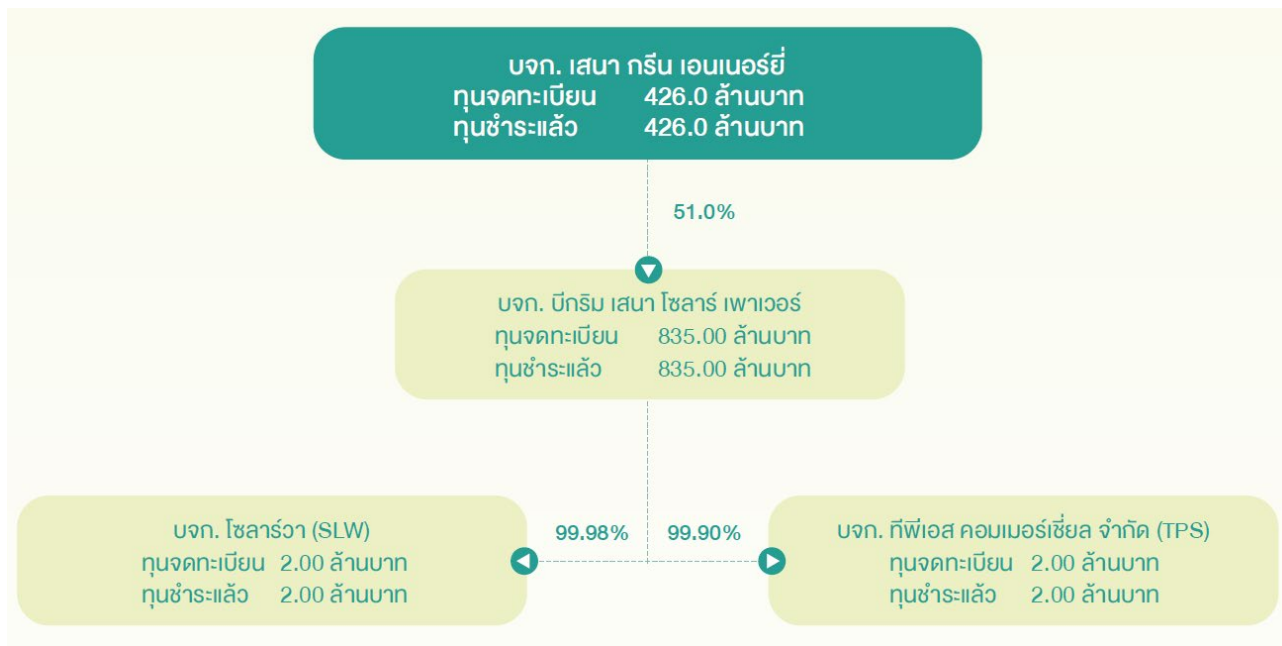 บจก. เสนา กรีน เอนเนอร์ยี่
ทุนจดทะเบียน 426.0 ล้านบาท
ทุนชำระแล้ว 426.0 ล้านบาท
51.0%
บจก. บีกริม เสนา โซลาร์ เพาเวอร์
ทุนจดทะเบียน 835.00 ล้านบาท
ทุนชำระแล้ว 835.00 ล้านบาท
บจก. โซลาร์วา (SLW)
ทุนจดทะเบียน 2.00 ล้านบาท
ทุนชำระแล้ว 2.00 ล้านบาท
99.98%
99.90%
บจก. ทีพีเอส คอมเมอร์เชี่ยล จำกัด (TPS)
ทุนจดทะเบียน 2.00 ล้านบาท
ทุนชำระแล้ว 2.00 ล้านบาท